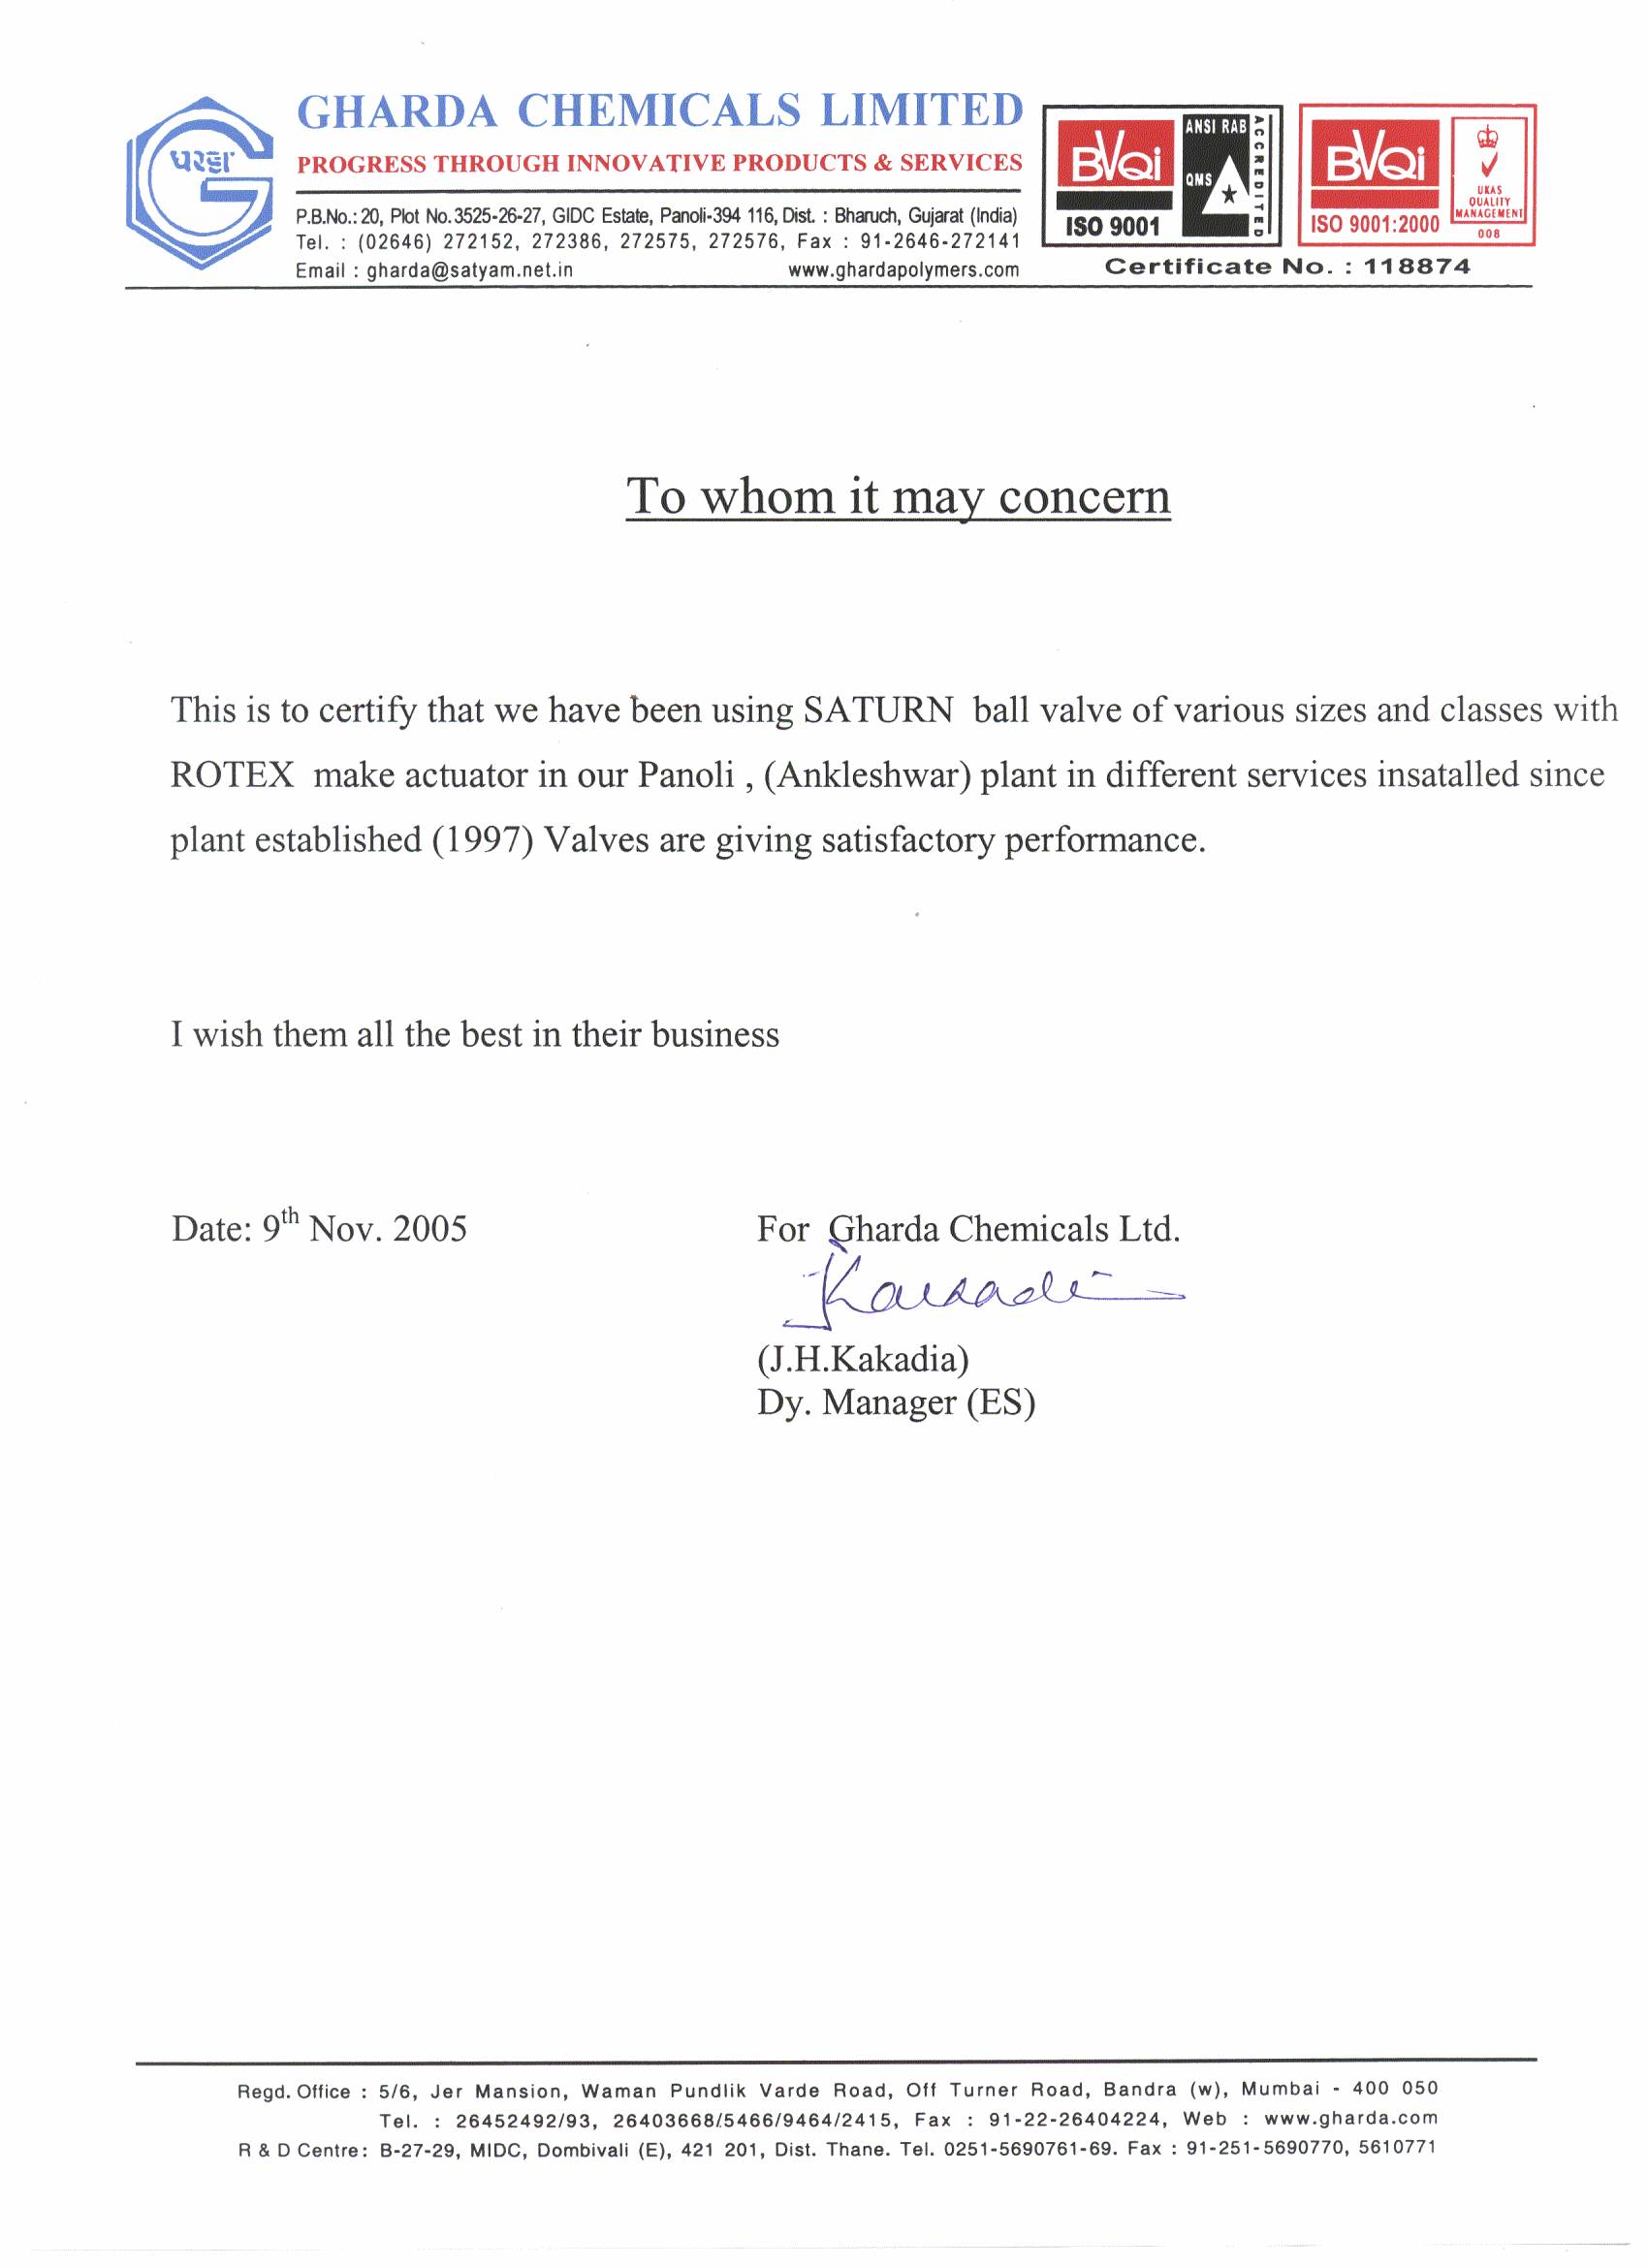 ઘરડા
GHARDA CHEMICALS LIMITED
PROGRESS THROUGH INNOVATIVE PRODUCTS & SERVICES
P.B.No.: 20, Plot No. 3525-26-27, GIDC Estate, Panoli-394 116, Dist. : Bharuch, Gujarat (India)
Tel. : (02646) 272152, 272386, 272575, 272576, Fax : 91-2646-272141
Email : gharda@satyam.net.in www.ghardapolymers.com
BVQi
ISO 9001
ANSI RAB
QMS
ACCREDITED
BVQi
ISO 9001:2000
UKAS
QUALITY
MANAGEMENT
008
Certificate No. : 118874
To whom it may concern
This is to certify that we have been using SATURN ball valve of various sizes and classes with
ROTEX make actuator in our Panoli , (Ankleshwar) plant in different services insatalled since
plant established (1997) Valves are giving satisfactory performance.
I wish them all the best in their business
Date: 9th Nov. 2005
For Gharda Chemicals Ltd.
(J.H.Kakadia)
Dy. Manager (ES)
Regd. Office : 5/6, Jer Mansion, Waman Pundlik Varde Road, Off Turner Road, Bandra (w), Mumbai - 400 050
Tel. : 26452492/93, 26403668/5466/9464/2415, Fax : 91-22-26404224, Web : www.gharda.com
R & D Centre: B-27-29, MIDC, Dombivali (E), 421 201, Dist. Thane. Tel. 0251-5690761-69. Fax : 91-251-5690770, 5610771